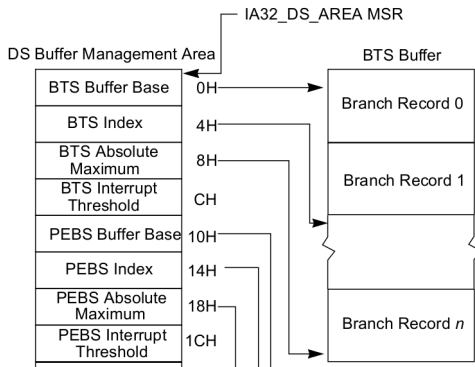 IA32_DS_AREA MSR
DS Buffer Management Area
BTS Buffer
BTS Buffer Base
0H
Branch Record 0
BTS Index
4H
BTS Absolute
Maximum
8H
Branch Record 1
BTS Interrupt
Threshold
CH
PEBS Buffer Base
10H
PEBS Index
14H
PEBS Absolute
Maximum
18H
Branch Record n
PEBS Interrupt
Threshold
1CH